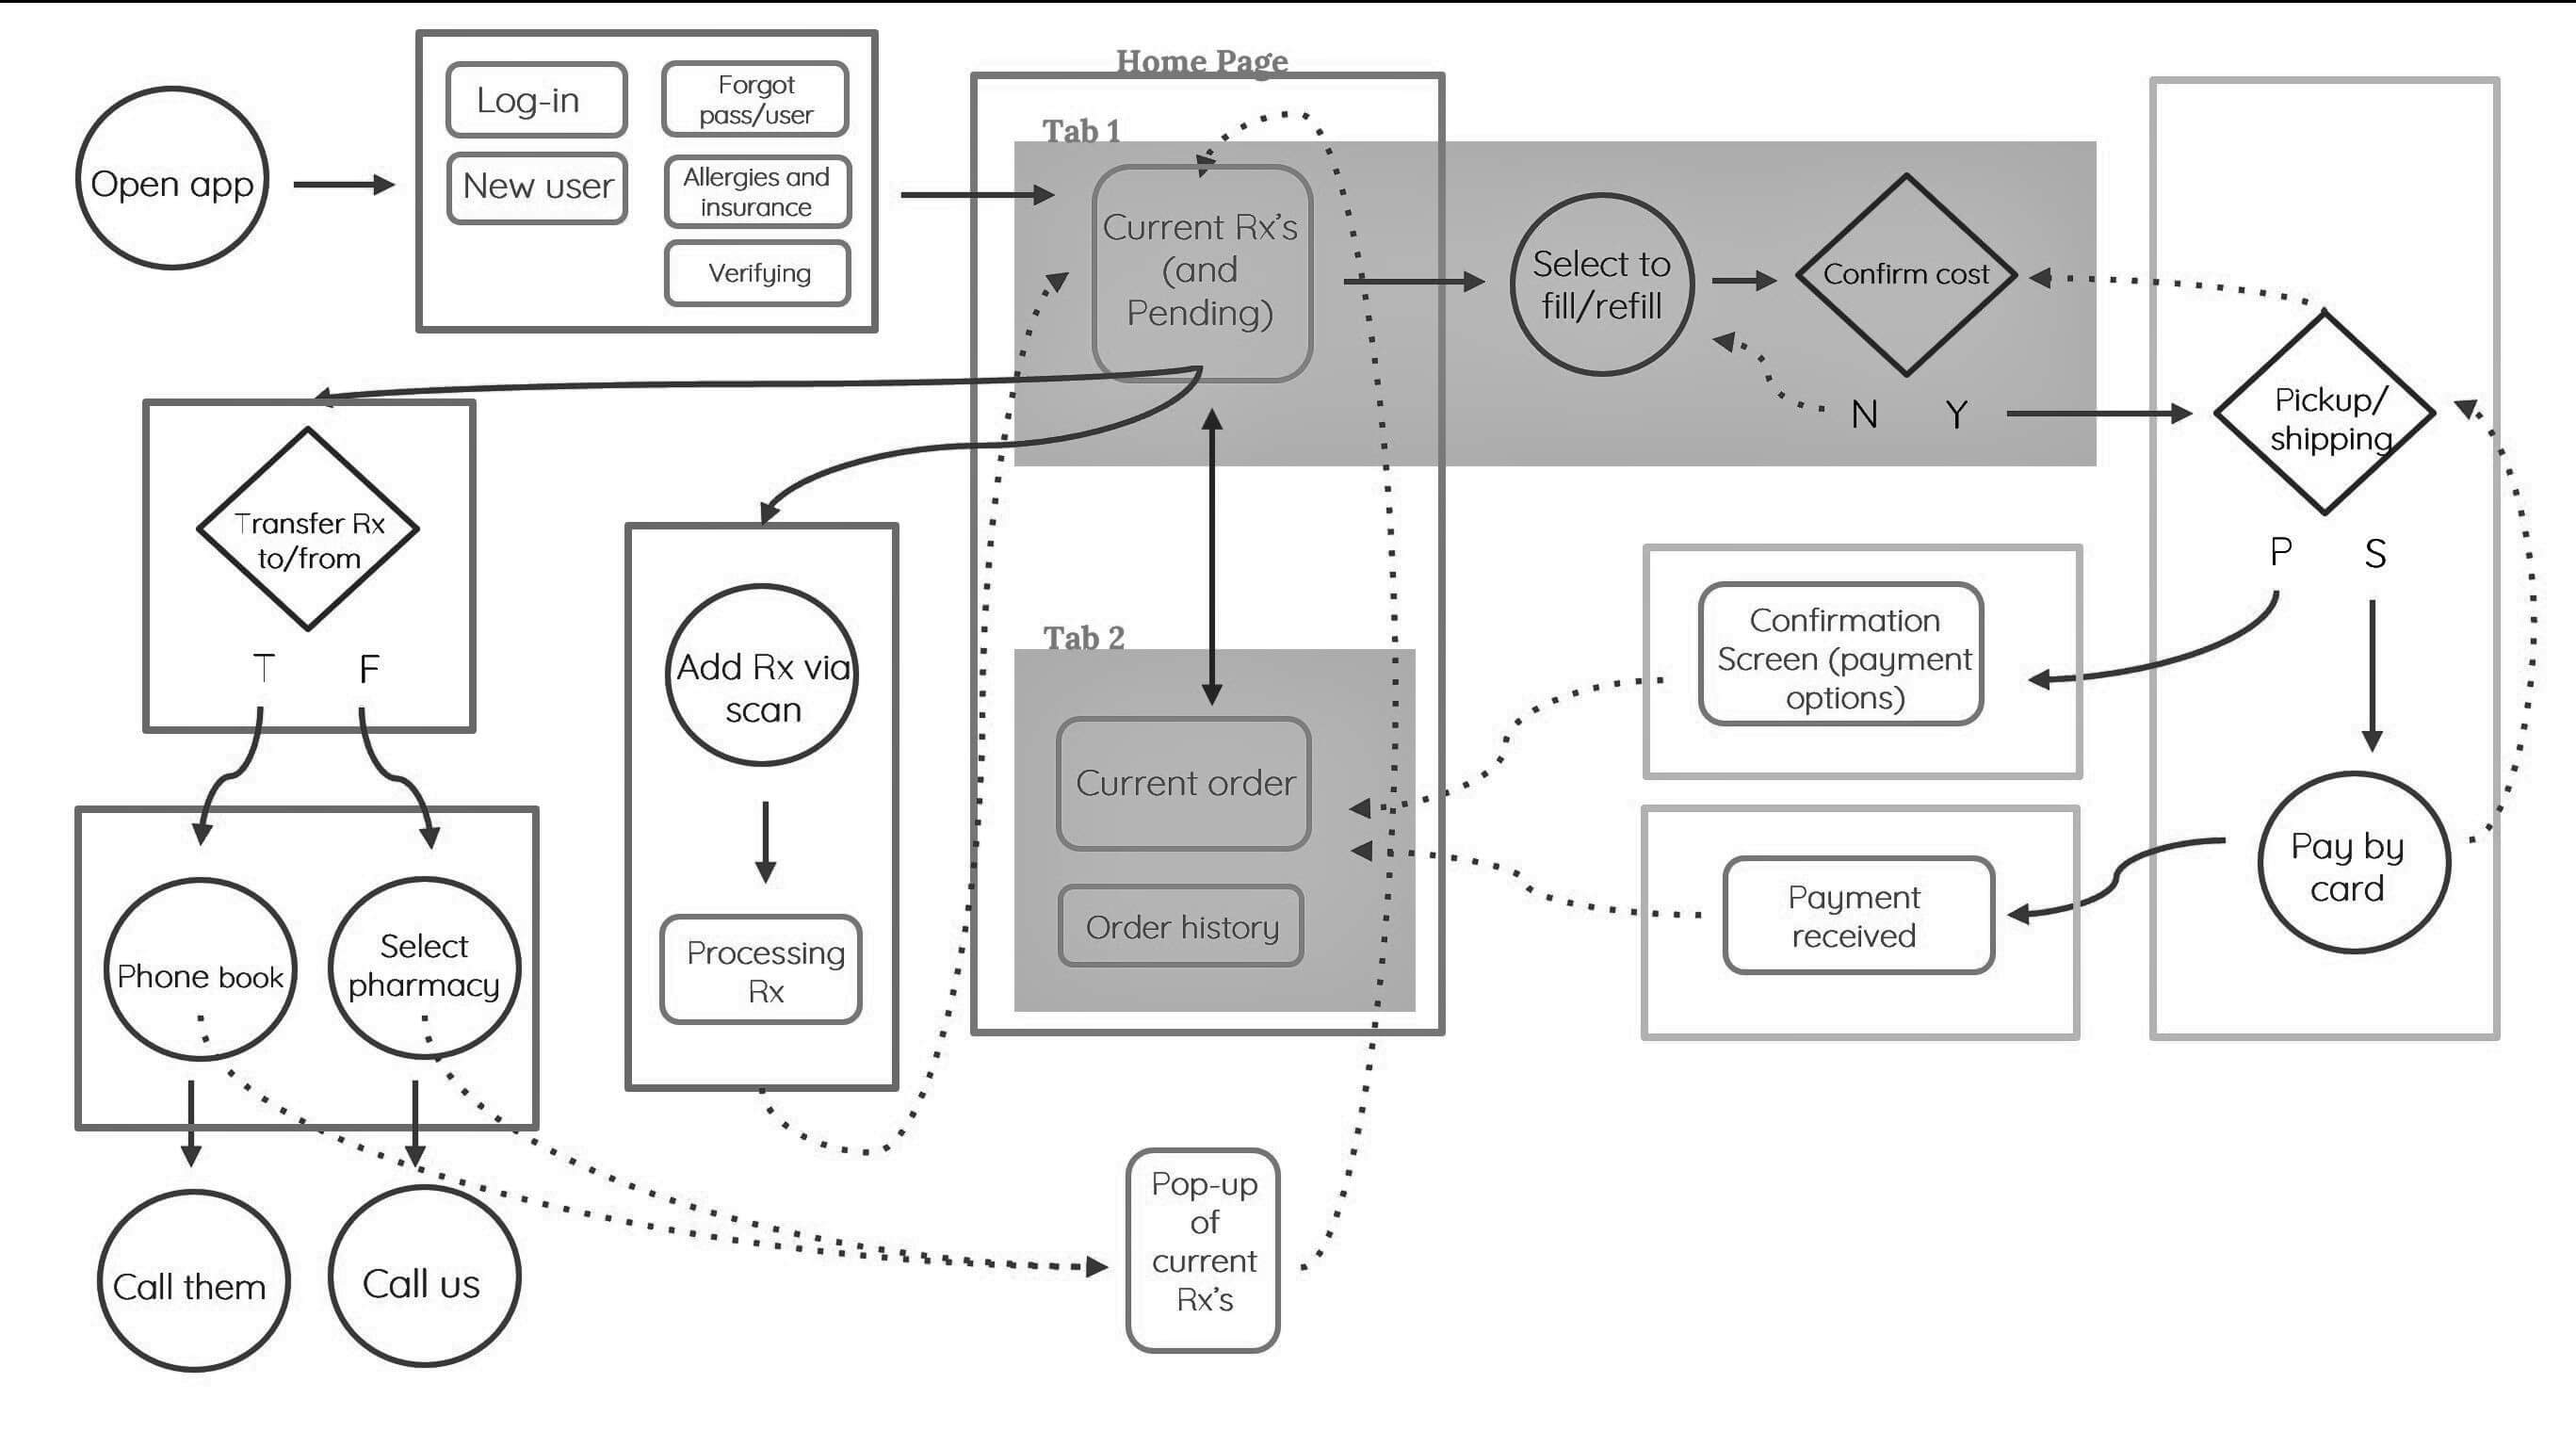 Open app
Log-in
Forgot
pass/user
New user
Allergies and
insurance
Verifying
Home Page
Tab 1
Current Rx's
(and
Pending)
Select to
fill/refill
Confirm cost
N
Y
Pickup/
shipping
P
S
Transfer Rx
to/from
T
F
Add Rx via
scan
Processing
Rx
Tab 2
Current order
Order history
Confirmation
Screen (payment
options)
Payment
received
Pay by
card
Phone book
Select
pharmacy
Call them
Call us
Pop-up
of
current
Rx's